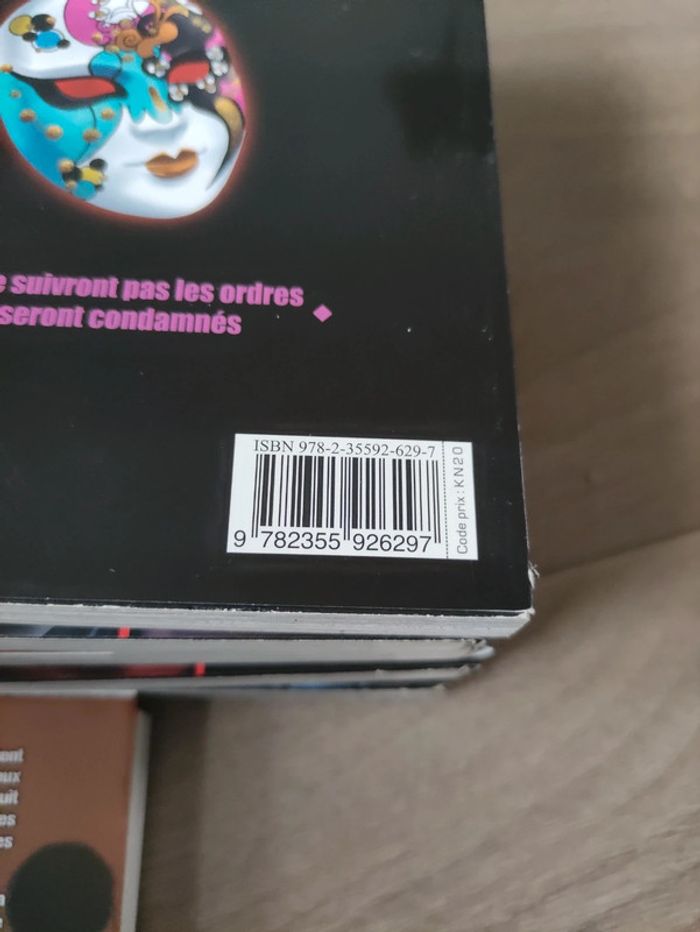 suivront pas les ordres
seront condamnés
ISBN 978-2-35592-629-7
9 782355 926297
Code prix : KN20